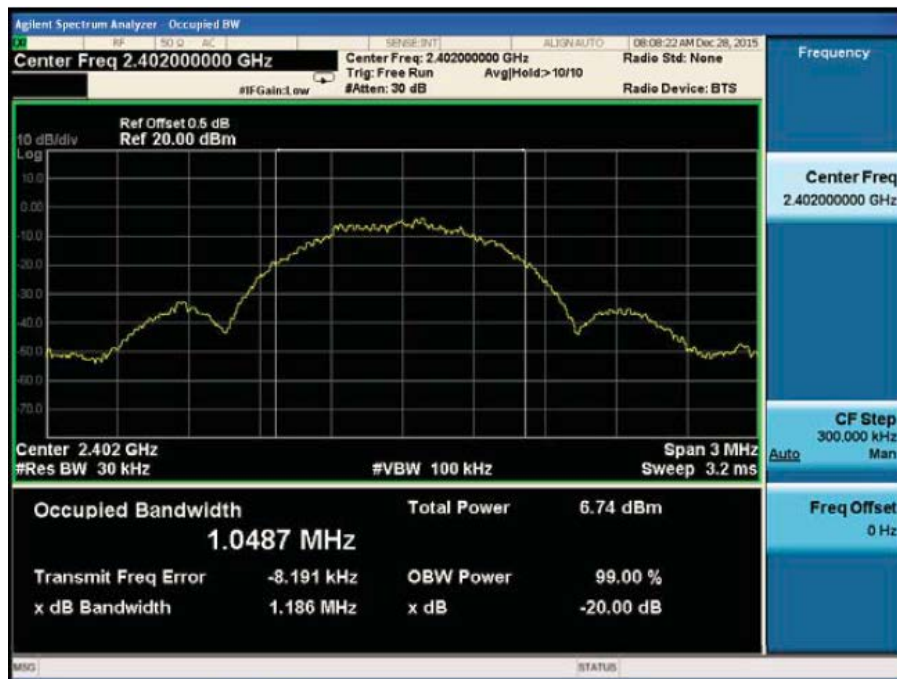 Agilent Spectrum Analyzer - Occupied BW
RF 50 Ω AC SENSE:INT ALIGN AUTO 08:08:22 AM Dec 28, 2015
Center Freq 2.402000000 GHz
Center Freq: 2.402000000 GHz
Radio Std: None
Trig: Free Run
Avg|Hold:>10/10
#IFGain:Low
#Atten: 30 dB
Radio Device: BTS
Ref Offset 0.5 dB
10 dB/div
Ref 20.00 dBm
Log
10.0
0.00
-10.0
-20.0
-30.0
-40.0
-50.0
-60.0
-70.0
Center 2.402 GHz
Span 3 MHz
#Res BW 30 kHz
#VBW 100 kHz
Sweep 3.2 ms
Occupied Bandwidth
Total Power 6.74 dBm
1.0487 MHz
Transmit Freq Error -8.191 kHz
OBW Power 99.00 %
x dB Bandwidth 1.186 MHz
x dB -20.00 dB
MSG
STATUS
Frequency
Center Freq
2.402000000 GHz
CF Step
300.000 kHz
Auto Man
Freq Offset
0 Hz